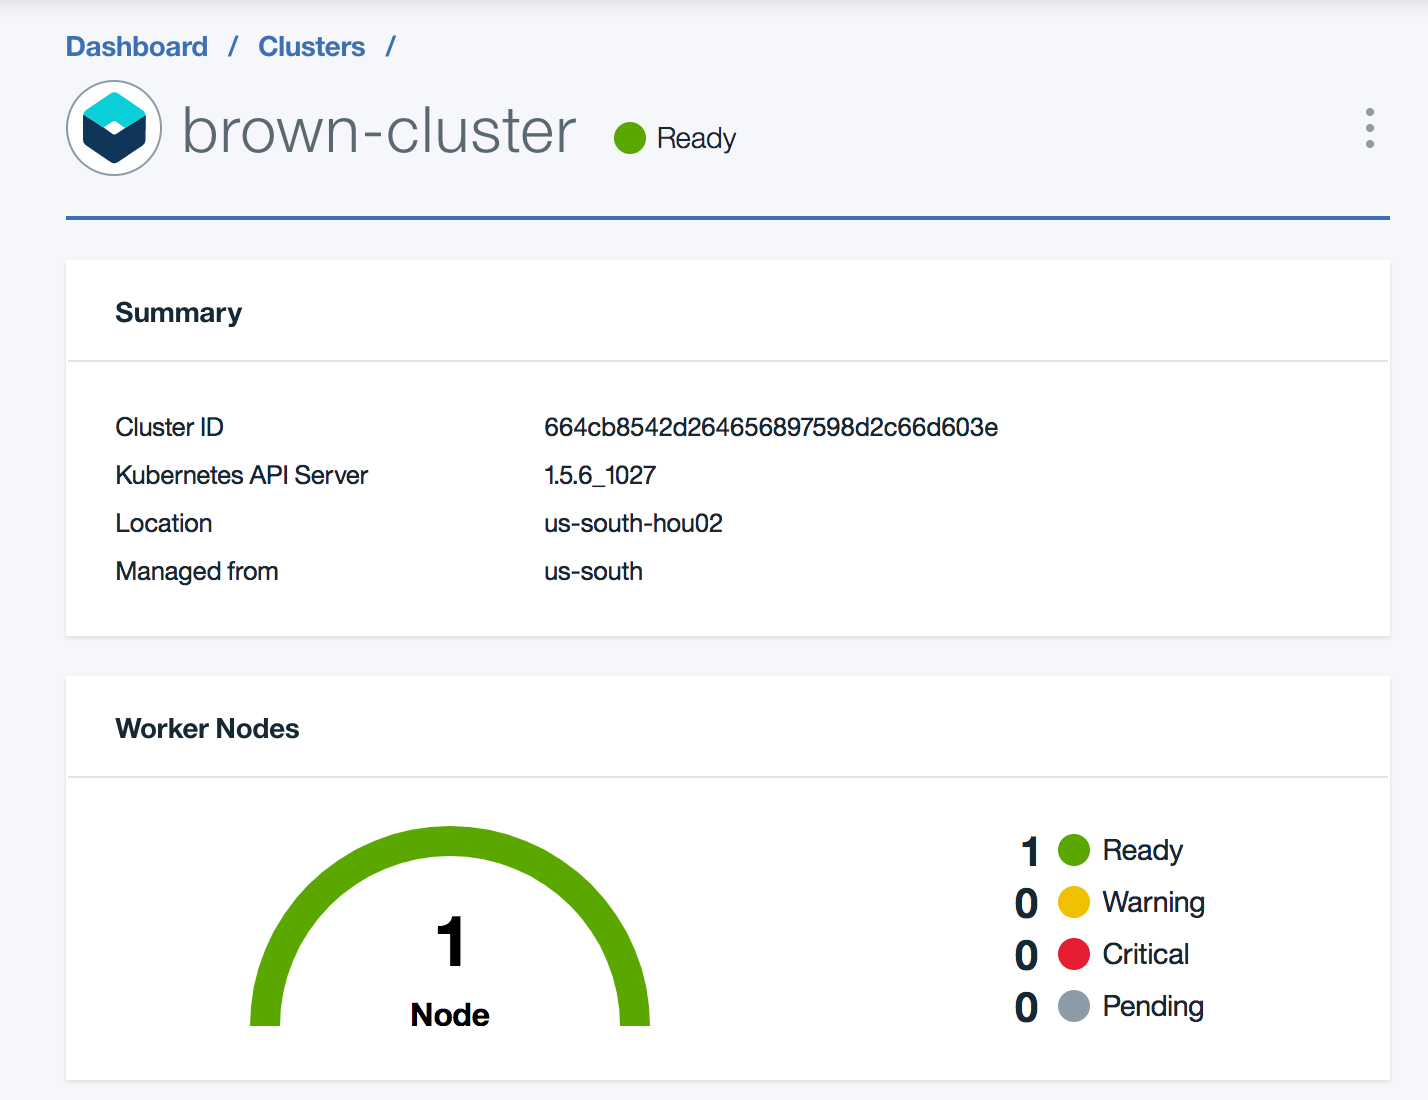 Dashboard / Clusters /
brown-cluster Ready
Summary
Cluster ID 664cb8542d264656897598d2c66d603e
Kubernetes API Server 1.5.6_1027
Location us-south-hou02
Managed from us-south
Worker Nodes
1
Node
1 Ready
0 Warning
0 Critical
0 Pending